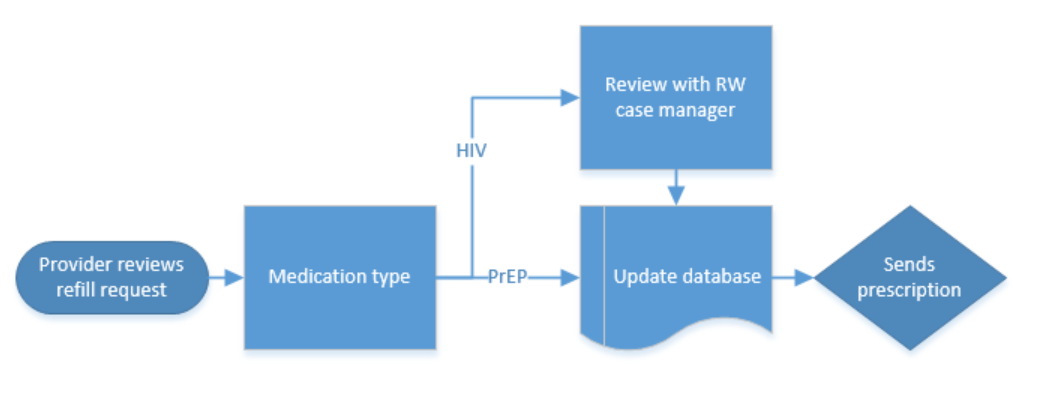 Provider reviews
refill request
Medication type
HIV
PrEP
Review with RW
case manager
Update database
Sends
prescription